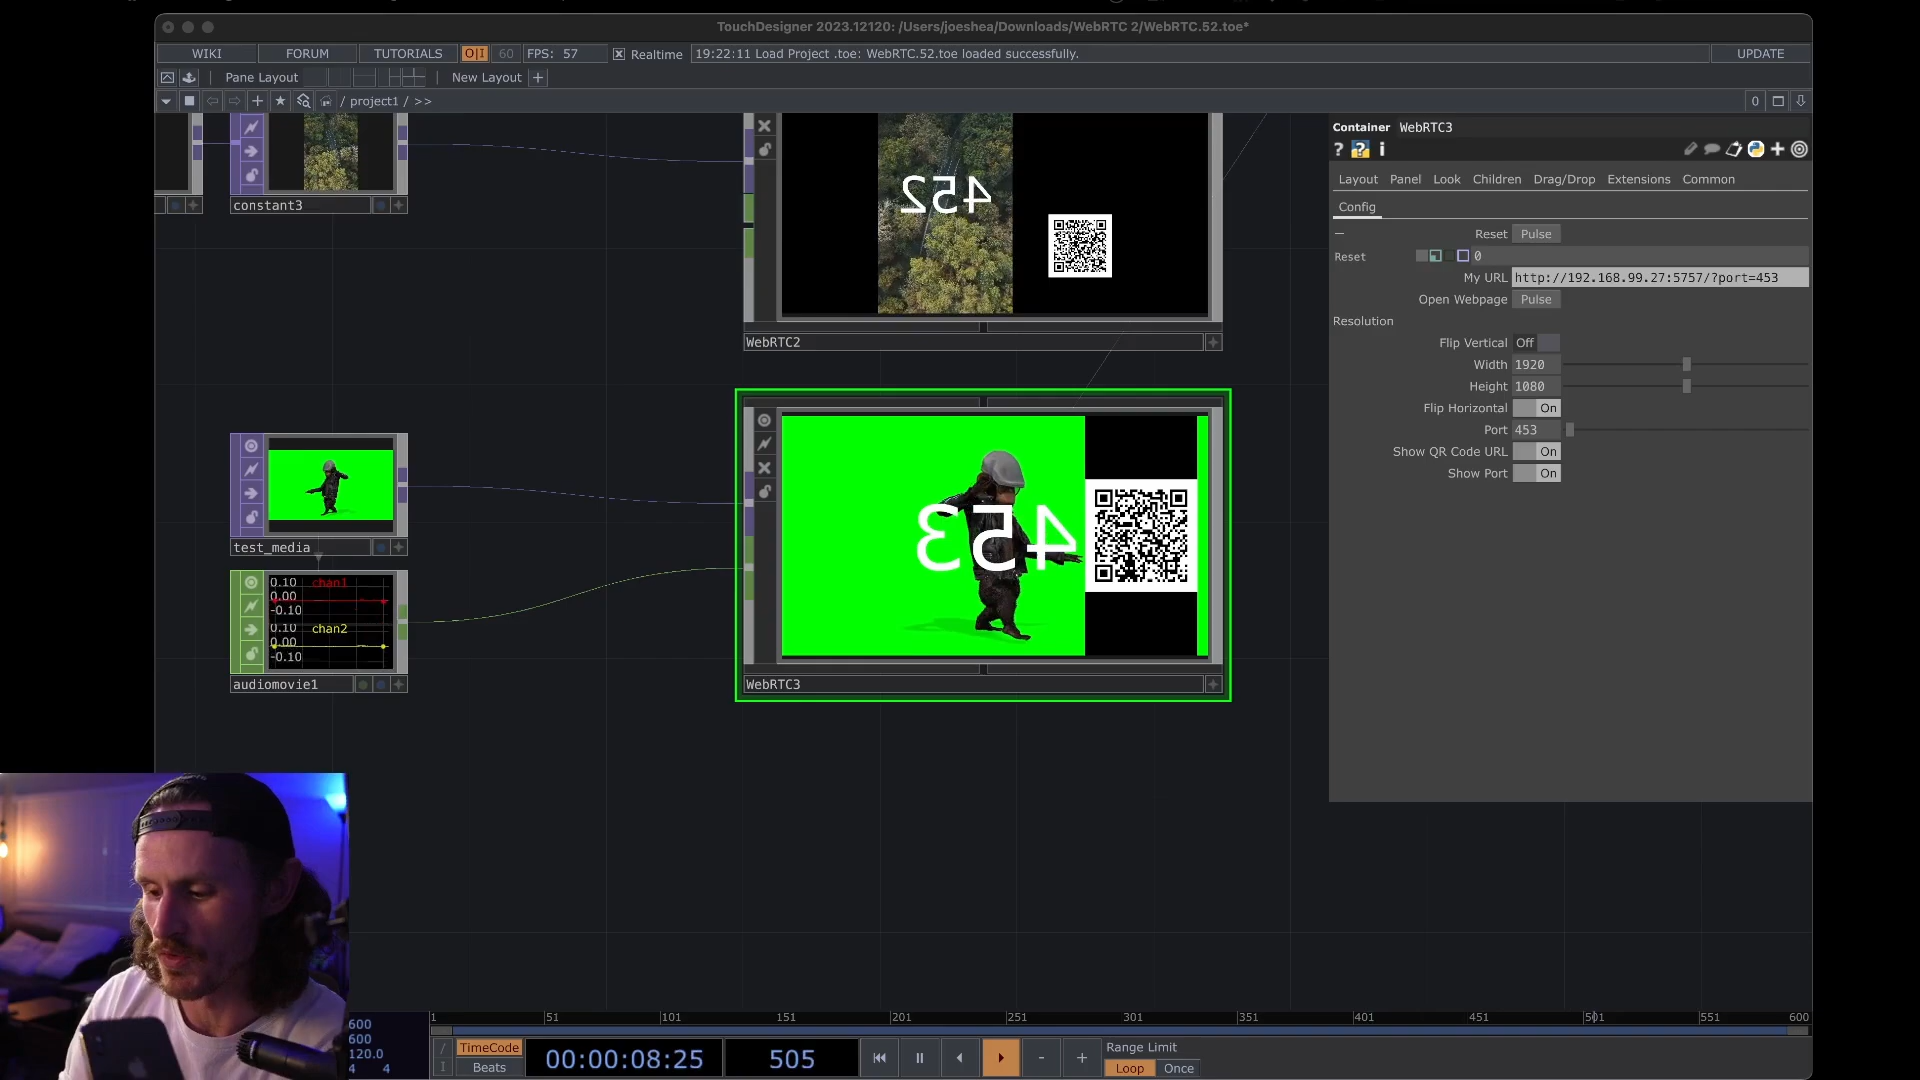 TouchDesigner 2023.12120: /Users/joeshea/Downloads/WebRTC 2/WebRTC.52.toe*
WIKI FORUM TUTORIALS O|I 60 FPS: 57 Realtime 19:22:11 Load Project .toe: WebRTC.52.toe loaded successfully. UPDATE
Pane Layout New Layout +
/ project1 / >> 0
constant3
452
WebRTC2
test_media
0.10 chan1
0.00
-0.10
0.10 chan2
0.00
-0.10
audiomovie1
453
WebRTC3
Container WebRTC3
? ? i
Layout Panel Look Children Drag/Drop Extensions Common
Config
Reset Pulse
Reset 0
My URL http://192.168.99.27:5757/?port=453
Open Webpage Pulse
Resolution
Flip Vertical Off
Width 1920
Height 1080
Flip Horizontal On
Port 453
Show QR Code URL On
Show Port On
600
600
120.0
4 4
1 51 101 151 201 251 301 351 401 451 501 551 600
TimeCode
Beats
00:00:08:25 505
- +
Range Limit
Loop Once